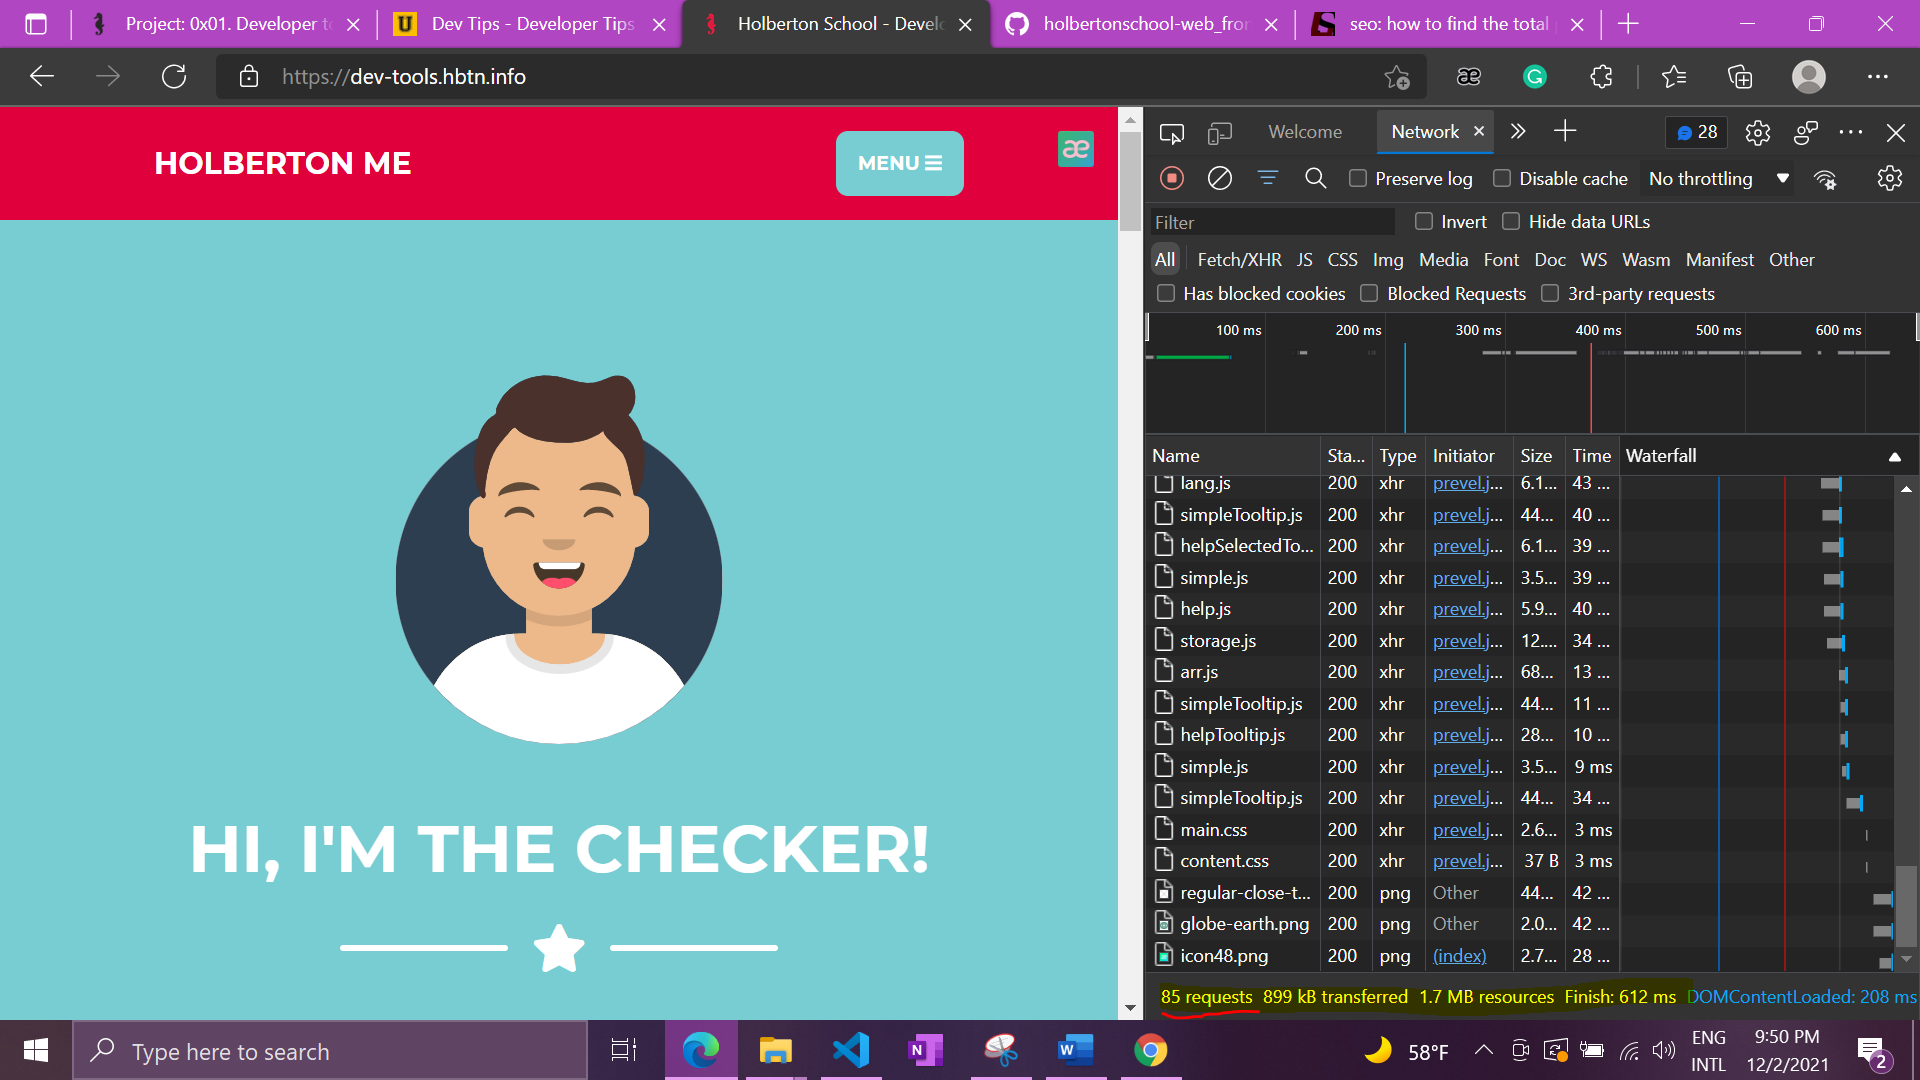 Project: 0x01. Developer to
Dev Tips - Developer Tips
Holberton School - Develo
holbertonschool-web_fron
seo: how to find the total
https://dev-tools.hbtn.info
æ
G
HOLBERTON ME
MENU
æ
HI, I'M THE CHECKER!
Welcome
Network
28
Preserve log
Disable cache
No throttling
Filter
Invert
Hide data URLs
All Fetch/XHR JS CSS Img Media Font Doc WS Wasm Manifest Other
Has blocked cookies
Blocked Requests
3rd-party requests
100 ms 200 ms 300 ms 400 ms 500 ms 600 ms
Name Sta... Type Initiator Size Time Waterfall
lang.js 200 xhr prevel.j... 6.1... 43 ...
simpleTooltip.js 200 xhr prevel.j... 44... 40 ...
helpSelectedTo... 200 xhr prevel.j... 6.1... 39 ...
simple.js 200 xhr prevel.j... 3.5... 39 ...
help.js 200 xhr prevel.j... 5.9... 40 ...
storage.js 200 xhr prevel.j... 12.... 34 ...
arr.js 200 xhr prevel.j... 68... 13 ...
simpleTooltip.js 200 xhr prevel.j... 44... 11 ...
helpTooltip.js 200 xhr prevel.j... 28... 10 ...
simple.js 200 xhr prevel.j... 3.5... 9 ms
simpleTooltip.js 200 xhr prevel.j... 44... 34 ...
main.css 200 xhr prevel.j... 2.6... 3 ms
content.css 200 xhr prevel.j... 37 B 3 ms
regular-close-t... 200 png Other 44... 42 ...
globe-earth.png 200 png Other 2.0... 42 ...
icon48.png 200 png (index) 2.7... 28 ...
85 requests 899 kB transferred 1.7 MB resources Finish: 612 ms DOMContentLoaded: 208 ms
Type here to search
58°F
ENG
INTL
9:50 PM
12/2/2021
2